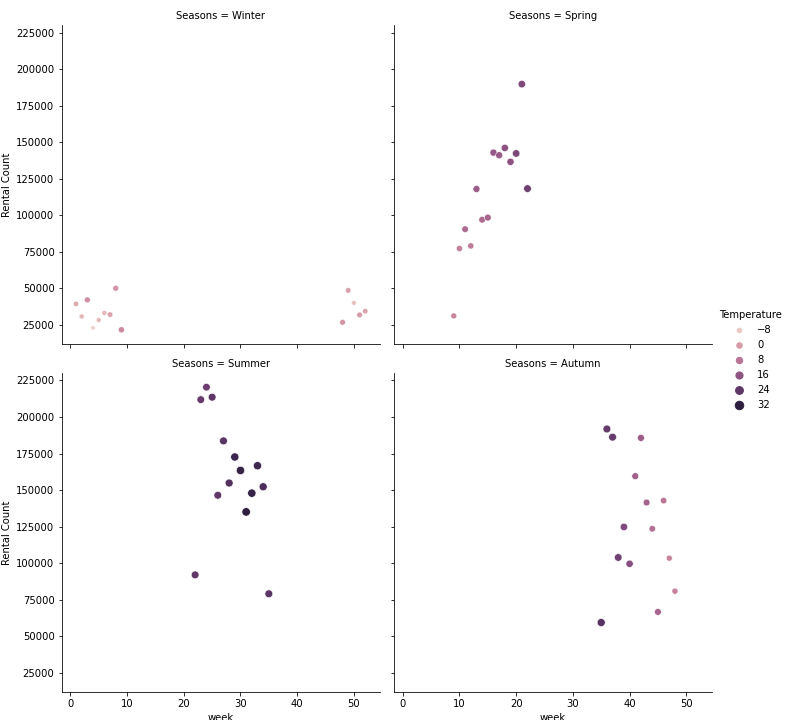 Seasons = Winter
Seasons = Spring
225000
200000
175000
150000
125000
100000
75000
50000
25000
Rental Count
Temperature
−8
0
8
16
24
32
Seasons = Summer
Seasons = Autumn
225000
200000
175000
150000
125000
100000
75000
50000
25000
Rental Count
0 10 20 30 40 50
0 10 20 30 40 50
week
week